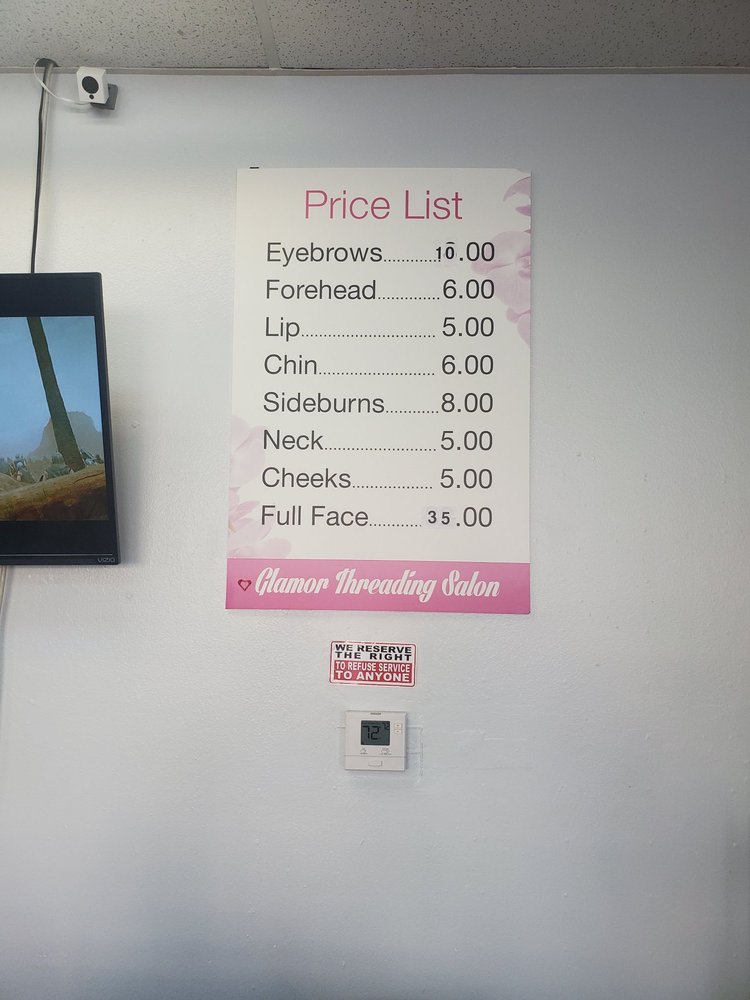 Price List
Eyebrows............10.00
Forehead.............6.00
Lip............................ 5.00
Chin........................ 6.00
Sideburns...........8.00
Neck....................... 5.00
Cheeks................. 5.00
Full Face........... 35.00
Glamor Threading Salon
WE RESERVE
THE RIGHT
TO REFUSE SERVICE
TO ANYONE
VIZIO
72